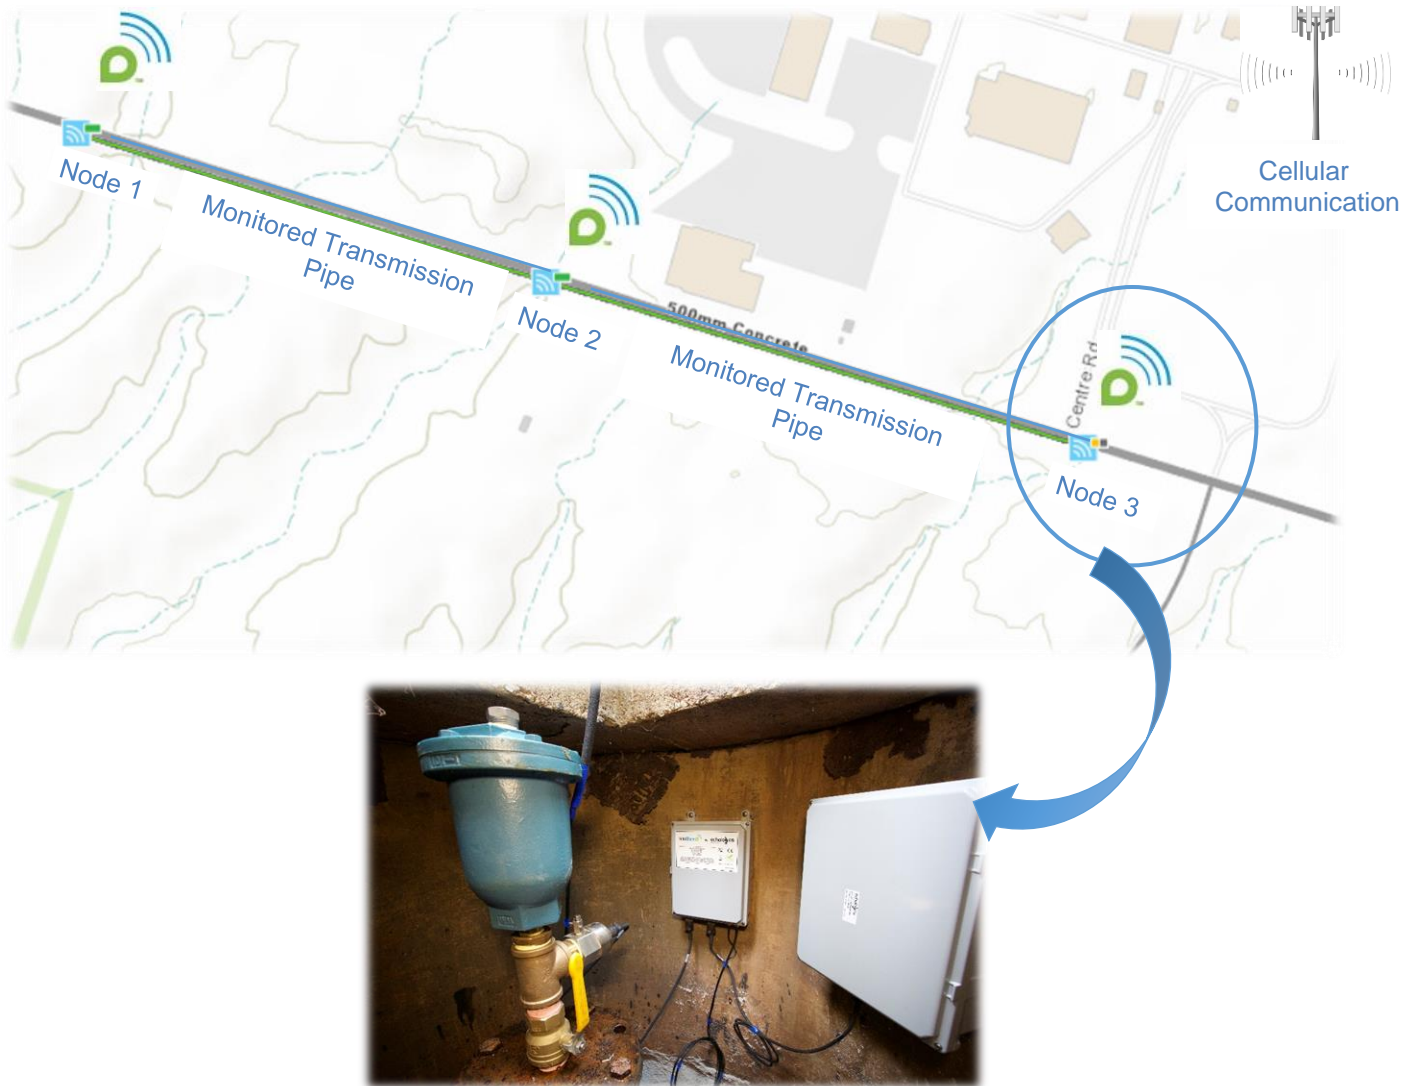 Cellular
Communication
Node 1
Monitored Transmission
Pipe
Node 2
500mm Concrete
Monitored Transmission
Pipe
Centre Rd
Node 3